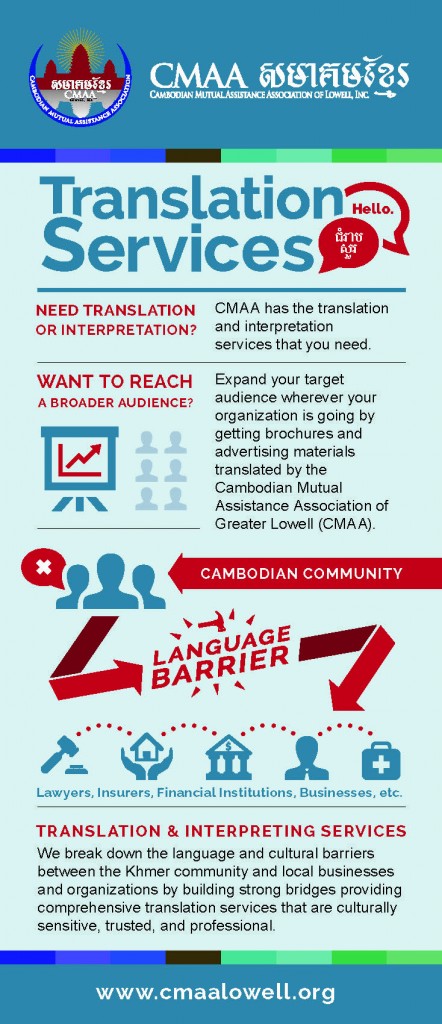 សមាគមខ្មែរ
CMAA
CAMBODIAN MUTUAL ASSISTANCE ASSOCIATION
CMAA សមាគមខ្មែរ
CAMBODIAN MUTUAL ASSISTANCE ASSOCIATION OF LOWELL, INC.
Translation
Services
Hello.
ជំរាប
សួរ
NEED TRANSLATION
OR INTERPRETATION?
CMAA has the translation
and interpretation
services that you need.
WANT TO REACH
A BROADER AUDIENCE?
Expand your target
audience wherever your
organization is going by
getting brochures and
advertising materials
translated by the
Cambodian Mutual
Assistance Association of
Greater Lowell (CMAA).
CAMBODIAN COMMUNITY
LANGUAGE
BARRIER
$
Lawyers, Insurers, Financial Institutions, Businesses, etc.
TRANSLATION & INTERPRETING SERVICES
We break down the language and cultural barriers
between the Khmer community and local businesses
and organizations by building strong bridges providing
comprehensive translation services that are culturally
sensitive, trusted, and professional.
www.cmaalowell.org